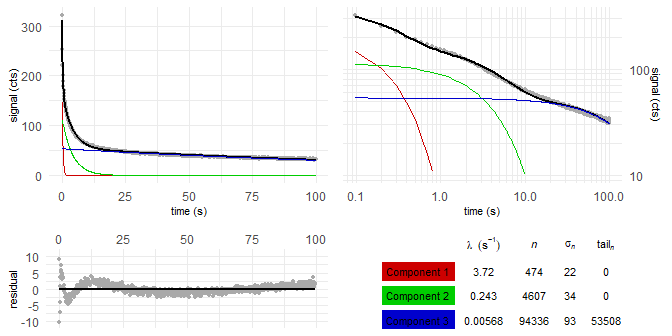 300
200
100
0
signal (cts)
0 25 50 75 100
time (s)
100
10
signal (cts)
0.1 1.0 10.0 100.0
time (s)
0 25 50 75 100
10
5
0
-5
-10
residual
λ (s⁻¹) n σₙ tailₙ
Component 1 3.72 474 22 0
Component 2 0.243 4607 34 0
Component 3 0.00568 94336 93 53508